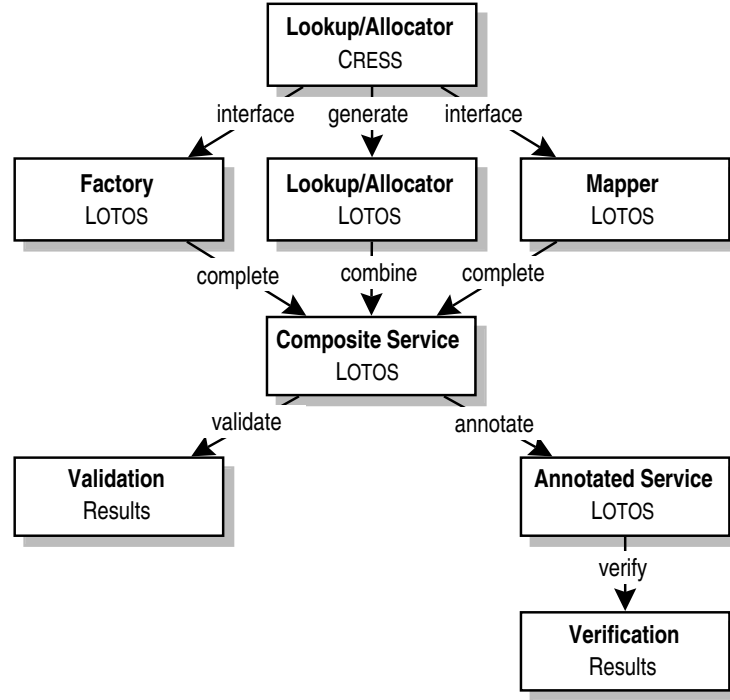 Lookup/Allocator
CRESS
interface generate interface
Factory Lookup/Allocator Mapper
LOTOS LOTOS LOTOS
complete combine complete
Composite Service
LOTOS
validate annotate
Validation Annotated Service
Results LOTOS
verify
Verification
Results